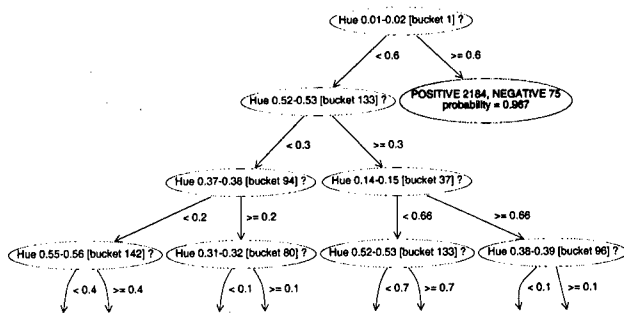 Hue 0.01-0.02 [bucket 1] ?
< 0.6
>= 0.6
Hue 0.52-0.53 [bucket 133] ?
POSITIVE 2184, NEGATIVE 75
probability = 0.967
< 0.3
>= 0.3
Hue 0.37-0.38 [bucket 94] ?
Hue 0.14-0.15 [bucket 37] ?
< 0.2
>= 0.2
< 0.66
>= 0.66
Hue 0.55-0.56 [bucket 142] ?
Hue 0.31-0.32 [bucket 80] ?
Hue 0.52-0.53 [bucket 133] ?
Hue 0.38-0.39 [bucket 96] ?
< 0.4
>= 0.4
< 0.1
>= 0.1
< 0.7
>= 0.7
< 0.1
>= 0.1